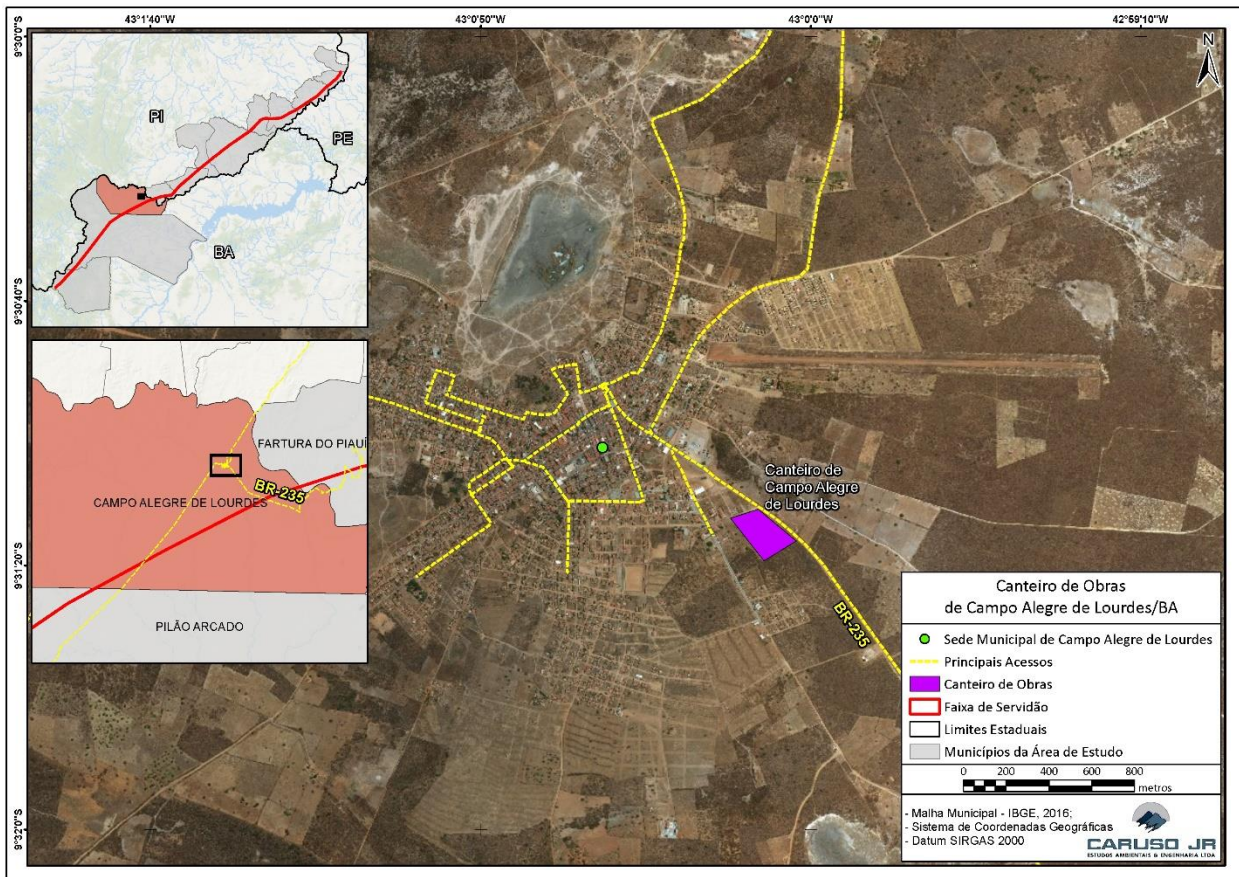 43°1'40"W
43°0'50"W
43°0'0"W
42°59'10"W
9°30'0"S
9°30'40"S
9°31'20"S
9°32'0"S
N
PI
PE
BA
FARTURA DO PIAUÍ
BR-235
CAMPO ALEGRE DE LOURDES
PILÃO ARCADO
Canteiro de
Campo Alegre
de Lourdes
BR-235
Canteiro de Obras
de Campo Alegre de Lourdes/BA
Sede Municipal de Campo Alegre de Lourdes
Principais Acessos
Canteiro de Obras
Faixa de Servidão
Limites Estaduais
Municípios da Área de Estudo
0 200 400 600 800
metros
- Malha Municipal - IBGE, 2016;
- Sistema de Coordenadas Geográficas
- Datum SIRGAS 2000
CARUSO JR
ESTUDOS AMBIENTAIS & ENGENHARIA LTDA